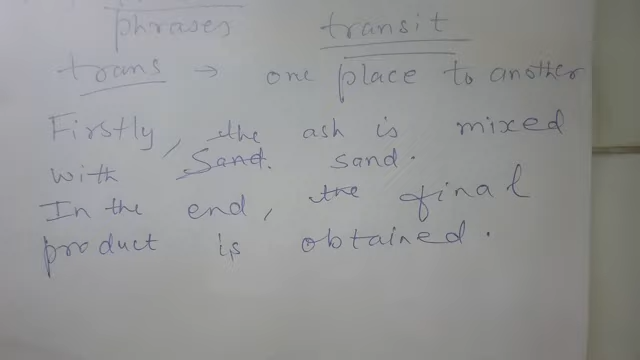 phrases transit
trans → one place to another
Firstly, the ash is mixed
with Sand. sand.
In the end, the final
product is obtained.